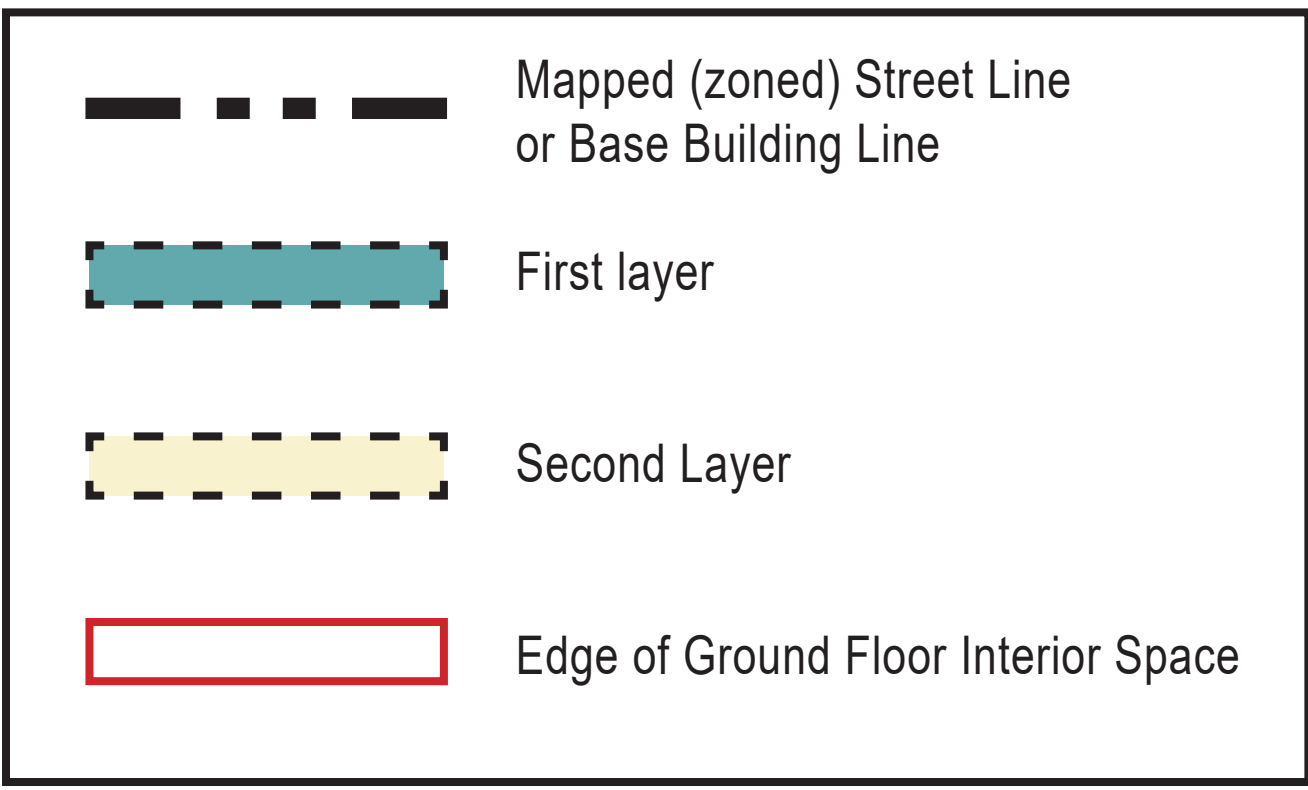 Mapped (zoned) Street Line
or Base Building Line
First layer
Second Layer
Edge of Ground Floor Interior Space